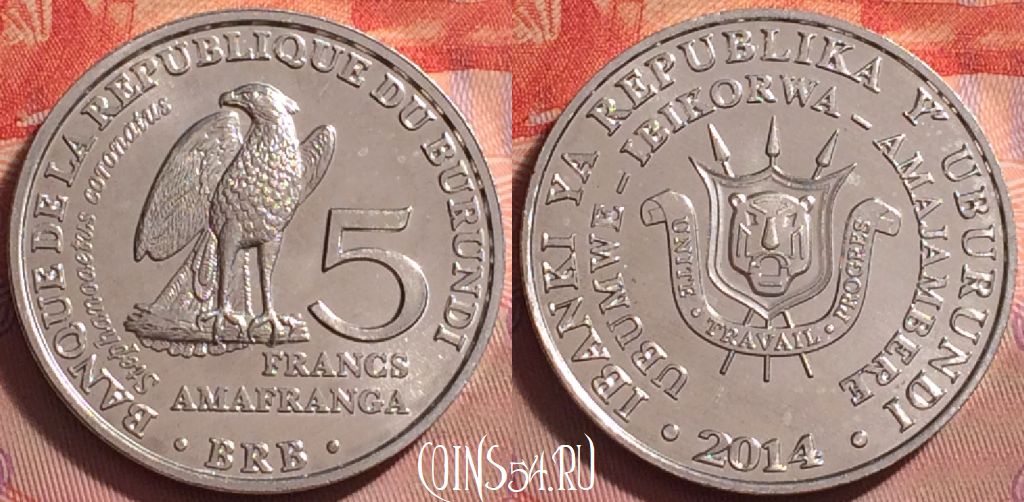 BANQUE DE LA REPUBLIQUE DU BURUNDI
Stephanoaetus coronatus
5
FRANCS
AMAFRANGA
· BRB ·
IBANKI YA REPUBLIKA Y' UBURUNDI
UBUMWE - IBIKORWA - AMAJAMBERE
UNITE · TRAVAIL · PROGRES
· 2014 ·
COINS54.RU